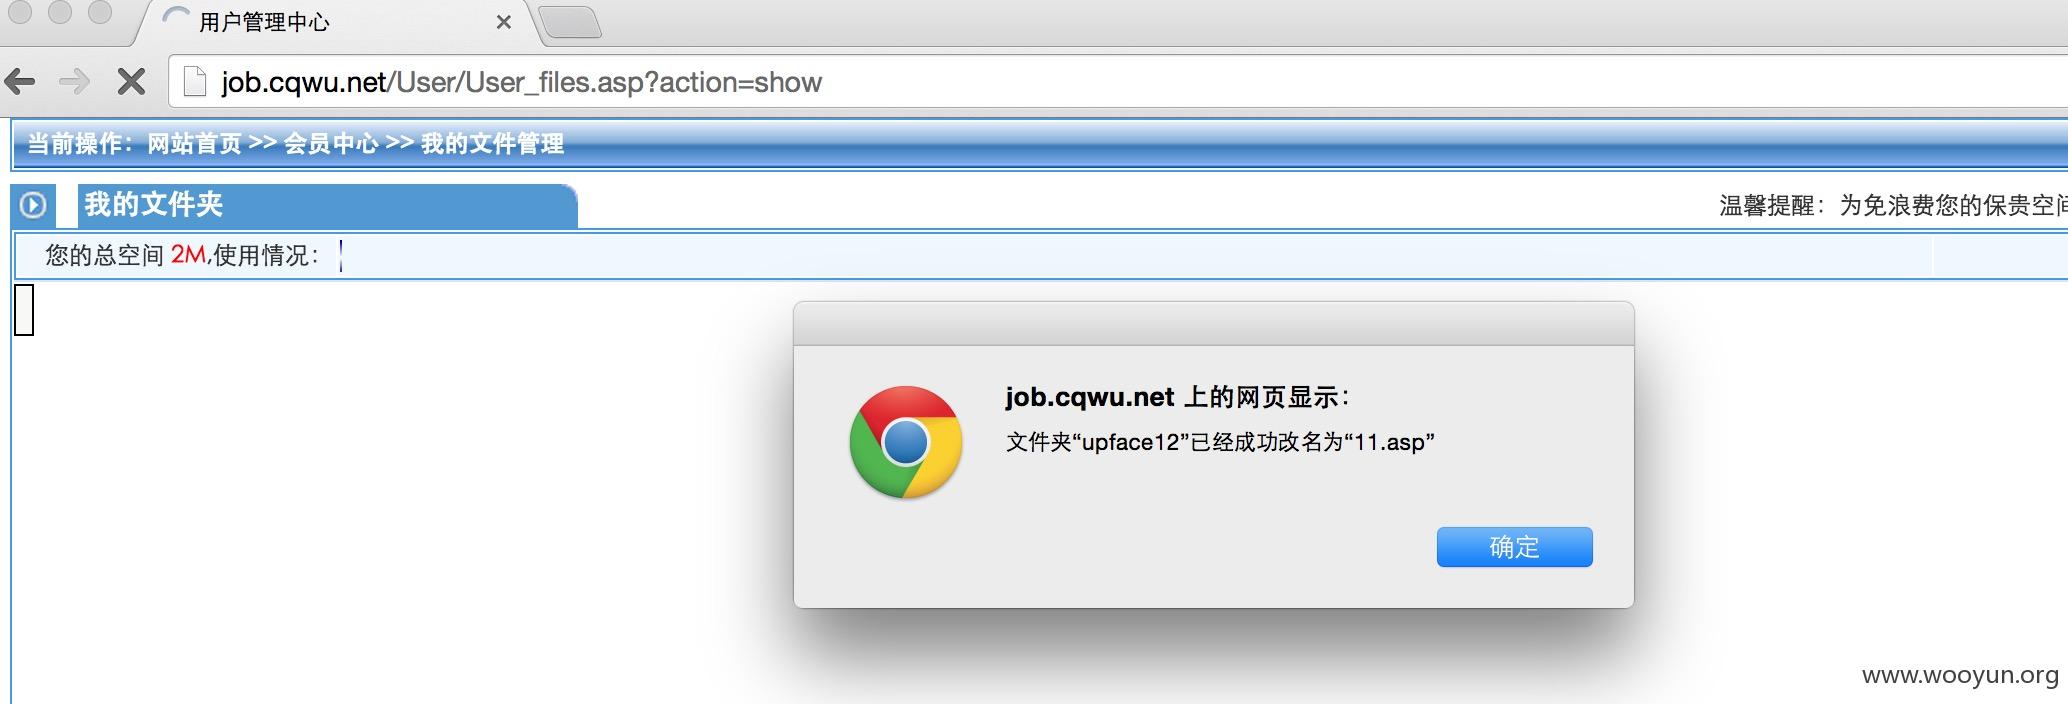 用户管理中心
job.cqwu.net/User/User_files.asp?action=show
当前操作：网站首页 >> 会员中心 >> 我的文件管理
我的文件夹
温馨提醒：为免浪费您的保贵空
您的总空间 2M,使用情况：
job.cqwu.net 上的网页显示：
文件夹“upface12”已经成功改名为“11.asp”
确定
www.wooyun.org